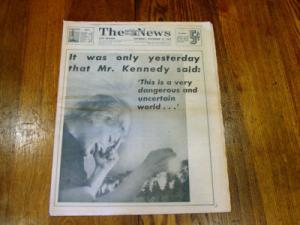 The News
It was only yesterday
that Mr. Kennedy said:
'This is a very
dangerous and
uncertain
world . . .'